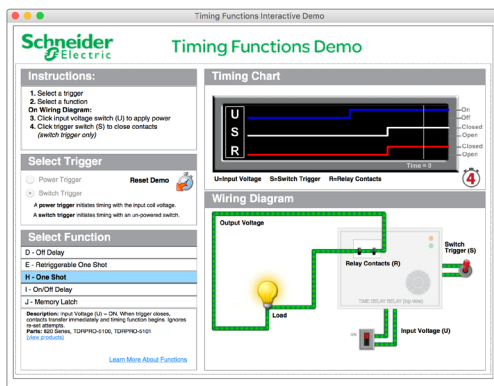 Timing Functions Interactive Demo
Schneider
Electric
Timing Functions Demo
Instructions:
1. Select a trigger
2. Select a function
On Wiring Diagram:
3. Click input voltage switch (U) to apply power
4. Click trigger switch (S) to close contacts
(switch trigger only)
Select Trigger
Power Trigger
Reset Demo
Switch Trigger
A power trigger initiates timing with the input coil voltage.
A switch trigger initiates timing with an un-powered switch.
Select Function
D - Off Delay
E - Retriggerable One Shot
H - One Shot
I - On/Off Delay
J - Memory Latch
Description: Input Voltage (U) = ON. When trigger closes,
contacts transfer immediately and timing function begins. Ignores
re-set attempts.
Parts: 820 Series, TDRPRO-5100, TDRPRO-5101
(view products)
Learn More About Functions
Timing Chart
U
S
R
On
Off
Closed
Open
Closed
Open
Time = 0
U=Input Voltage S=Switch Trigger R=Relay Contacts
4
Wiring Diagram
Output Voltage
Relay Contacts (R)
Switch
Trigger (S)
Load
TIME DELAY RELAY (top view)
ON
Input Voltage (U)